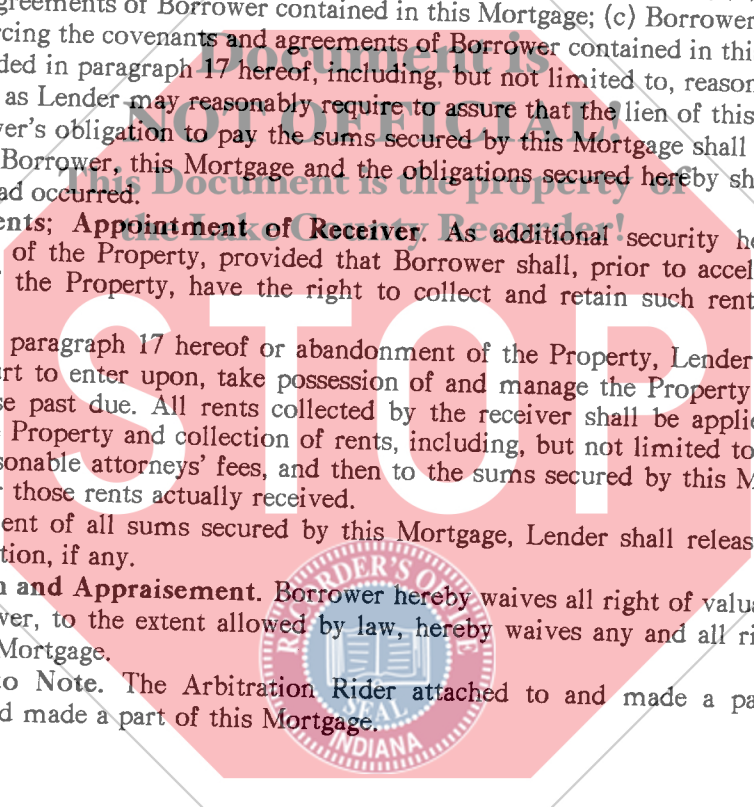 greements of Borrower contained in this Mortgage; (c) Borrower
rcing the covenants and agreements of Borrower contained in thi
Document is
ded in paragraph 17 hereof, including, but not limited to, reason
as Lender may reasonably require to assure that the lien of this
NOT OFFICIAL!
ver's obligation to pay the sums secured by this Mortgage shall
Borrower, this Mortgage and the obligations secured hereby sh
This Document is the property of
ad occurred.
the Lake County Recorder!
ents; Appointment of Receiver. As additional security he
of the Property, provided that Borrower shall, prior to accel
the Property, have the right to collect and retain such rent
STOP
paragraph 17 hereof or abandonment of the Property, Lender
rt to enter upon, take possession of and manage the Property
se past due. All rents collected by the receiver shall be applie
Property and collection of rents, including, but not limited to
sonable attorneys' fees, and then to the sums secured by this M
those rents actually received.
ent of all sums secured by this Mortgage, Lender shall releas
tion, if any.
n and Appraisement. Borrower hereby waives all right of valua
ver, to the extent allowed by law, hereby waives any and all ri
Mortgage.
to Note. The Arbitration Rider attached to and made a pa
d made a part of this Mortgage.
RECORDER'S OFFICE
SEAL
INDIANA